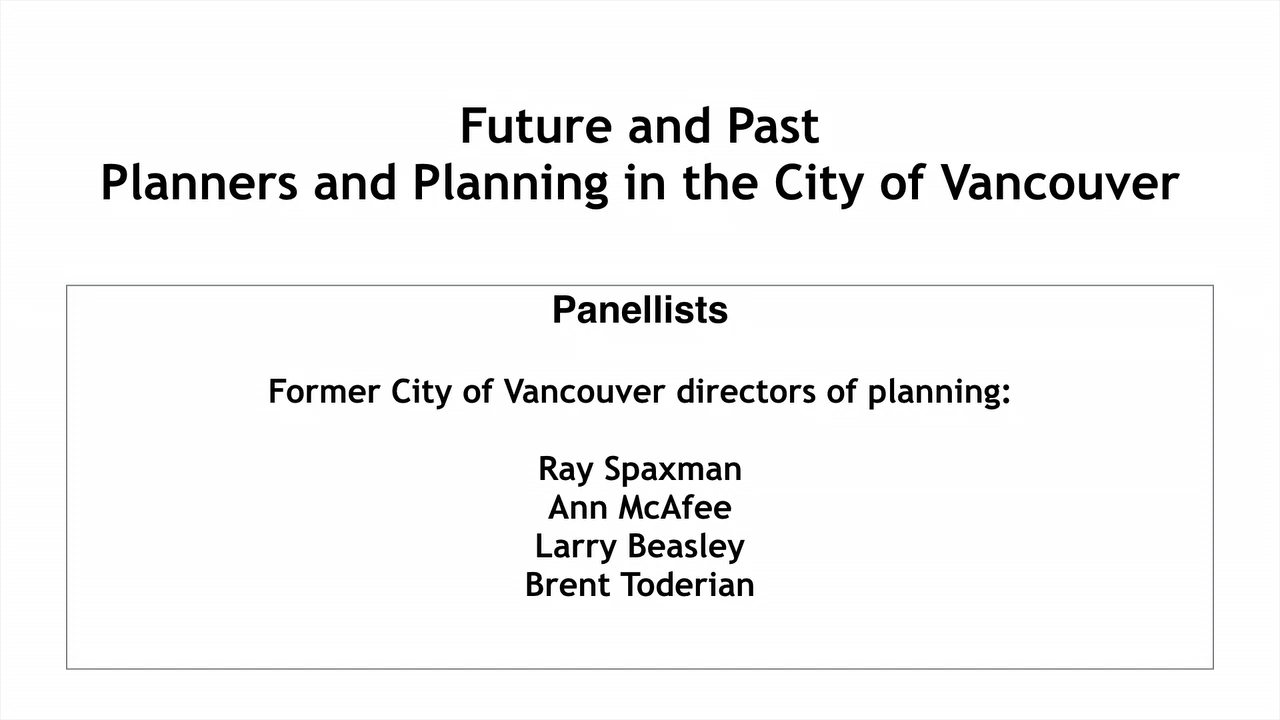 Future and Past
Planners and Planning in the City of Vancouver
Panellists
Former City of Vancouver directors of planning:
Ray Spaxman
Ann McAfee
Larry Beasley
Brent Toderian